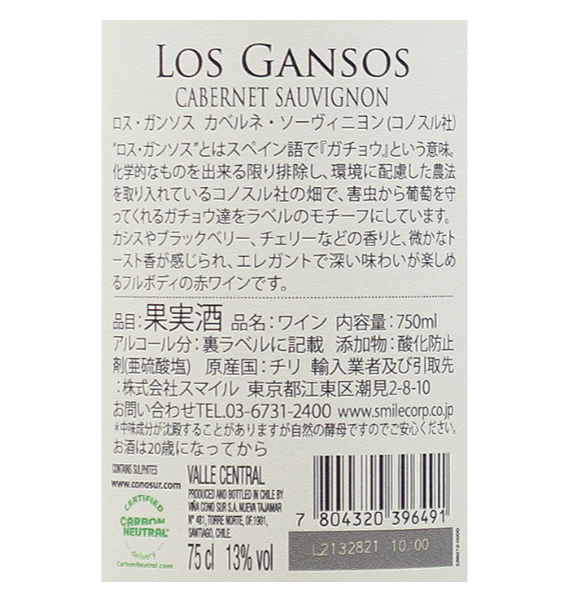 LOS GANSOS
CABERNET SAUVIGNON
ロス・ガンソス カベルネ・ソーヴィニヨン(コノスル社)
"ロス・ガンソス"とはスペイン語で『ガチョウ』という意味。
化学的なものを出来る限り排除し、環境に配慮した農法
を取り入れているコノスル社の畑で、害虫から葡萄を守
ってくれるガチョウ達をラベルのモチーフにしています。
カシスやブラックベリー、チェリーなどの香りと、微かなト
ースト香が感じられ、エレガントで深い味わいが楽しめ
るフルボディの赤ワインです。
品目:果実酒 品名:ワイン 内容量:750ml
アルコール分:裏ラベルに記載 添加物:酸化防止
剤(亜硫酸塩) 原産国:チリ 輸入業者及び引取先
:株式会社スマイル 東京都江東区潮見2-8-10
お問い合わせTEL.03-6731-2400 www.smilecorp.co.jp
*中味成分が沈殿することがありますが自然の酵母ですのでご安心ください。
お酒は20歳になってから
CONTAINS SULPHITES
www.conosur.com
CERTIFIED
CARBON
NEUTRAL
delivery
CarbonNeutral.com
VALLE CENTRAL
PRODUCED AND BOTTLED IN CHILE BY
VIÑA CONO SUR S.A. NUEVA TAJAMAR
N° 481, TORRE NORTE, OF.1901,
SANTIAGO, CHILE.
75 cl 13% vol
7 804320 396491
L2132821 10:00